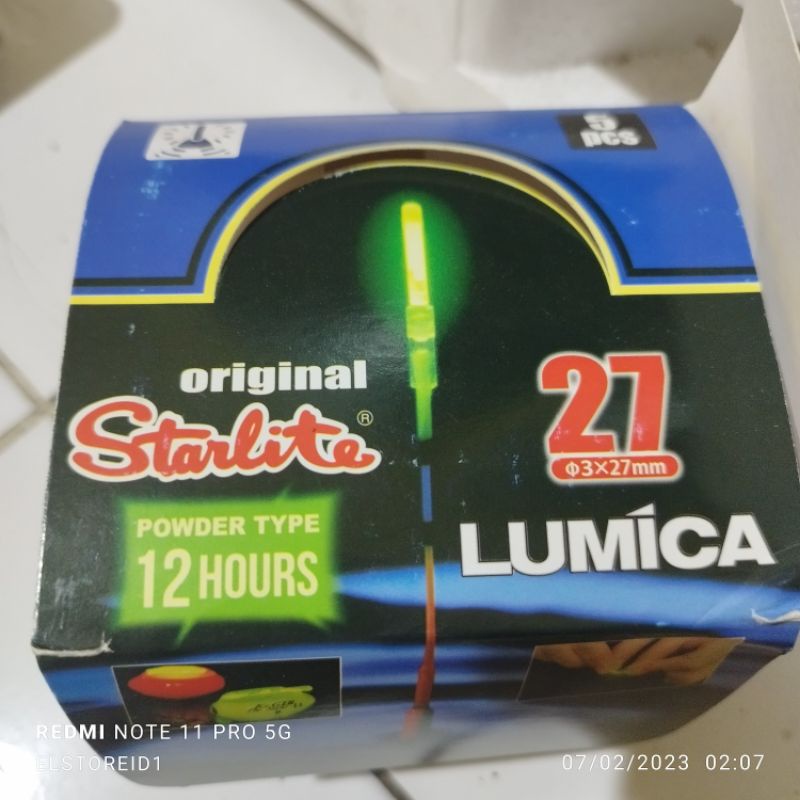 5
pcs
original
Starlite®
27
φ3×27mm
POWDER TYPE
12 HOURS
LUMÍCA
REDMI NOTE 11 PRO 5G
ELSTOREID1
07/02/2023 02:07